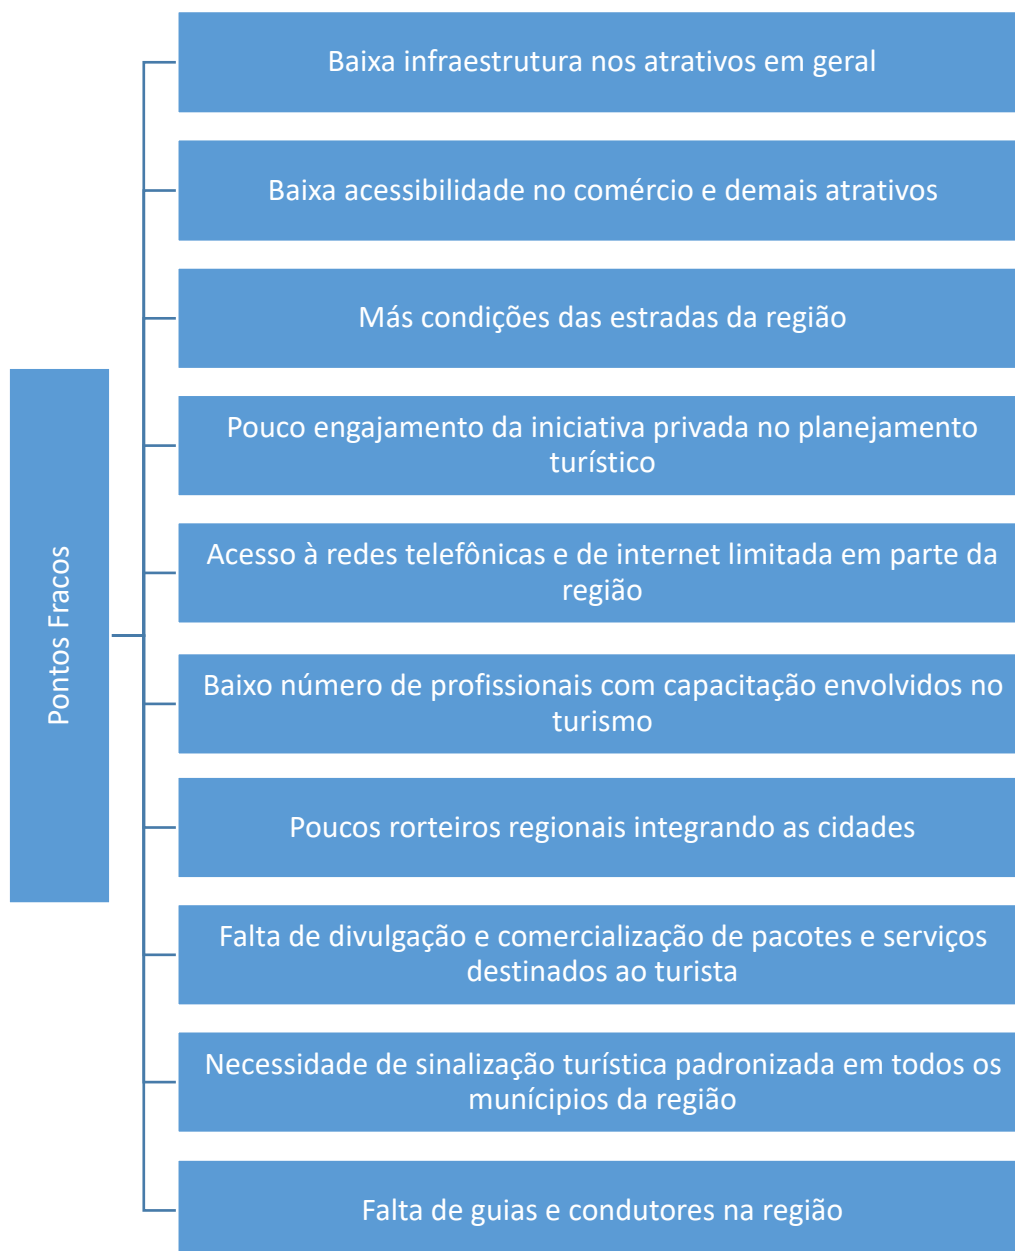 Pontos Fracos
Baixa infraestrutura nos atrativos em geral
Baixa acessibilidade no comércio e demais atrativos
Más condições das estradas da região
Pouco engajamento da iniciativa privada no planejamento
turístico
Acesso à redes telefônicas e de internet limitada em parte da
região
Baixo número de profissionais com capacitação envolvidos no
turismo
Poucos rorteiros regionais integrando as cidades
Falta de divulgação e comercialização de pacotes e serviços
destinados ao turista
Necessidade de sinalização turística padronizada em todos os
munícipios da região
Falta de guias e condutores na região